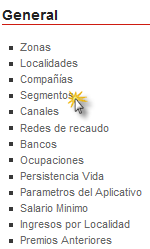 General
Zonas
Localidades
Compañías
Segmentos
Canales
Redes de recaudo
Bancos
Ocupaciones
Persistencia Vida
Parametros del Aplicativo
Salario Minimo
Ingresos por Localidad
Premios Anteriores